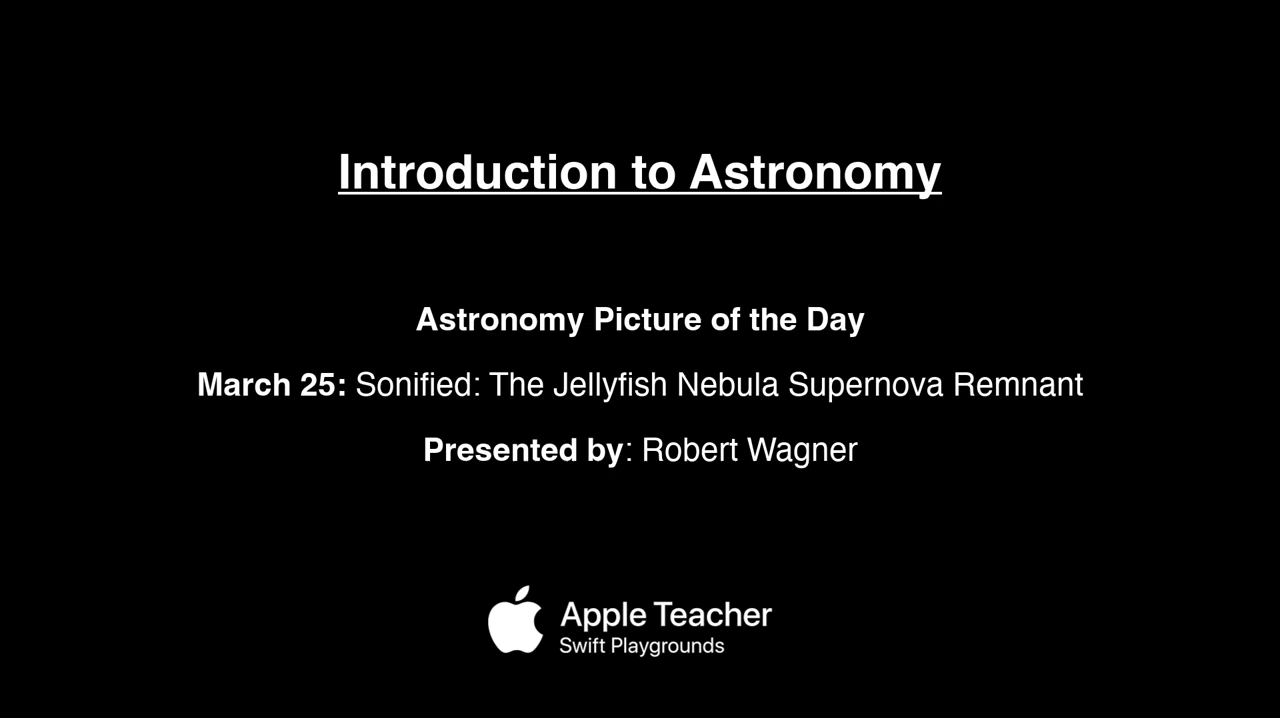 Introduction to Astronomy
Astronomy Picture of the Day
March 25: Sonified: The Jellyfish Nebula Supernova Remnant
Presented by: Robert Wagner
Apple Teacher
Swift Playgrounds